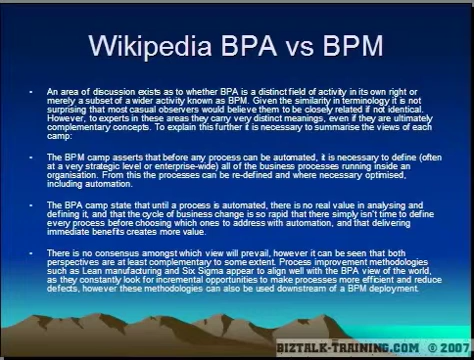 Wikipedia BPA vs BPM
• An area of discussion exists as to whether BPA is a distinct field of activity in its own right or
merely a subset of a wider activity known as BPM. Given the similarity in terminology it is not
surprising that most casual observers would believe them to be closely related if not identical.
However, to experts in these areas they carry very distinct meanings, even if they are ultimately
complementary concepts. To explain this further it is necessary to summarise the views of each
camp:
• The BPM camp asserts that before any process can be automated, it is necessary to define (often
at a very strategic level or enterprise-wide) all of the business processes running inside an
organisation. From this the processes can be re-defined and where necessary optimised,
including automation.
• The BPA camp state that until a process is automated, there is no real value in analysing and
defining it, and that the cycle of business change is so rapid that there simply isn't time to define
every process before choosing which ones to address with automation, and that delivering
immediate benefits creates more value.
• There is no consensus amongst which view will prevail, however it can be seen that both
perspectives are at least complementary to some extent. Process improvement methodologies
such as Lean manufacturing and Six Sigma appear to align well with the BPA view of the world,
as they constantly look for incremental opportunities to make processes more efficient and reduce
defects, however these methodologies can also be used downstream of a BPM deployment.
BIZTALK-TRAINING.COM © 2007